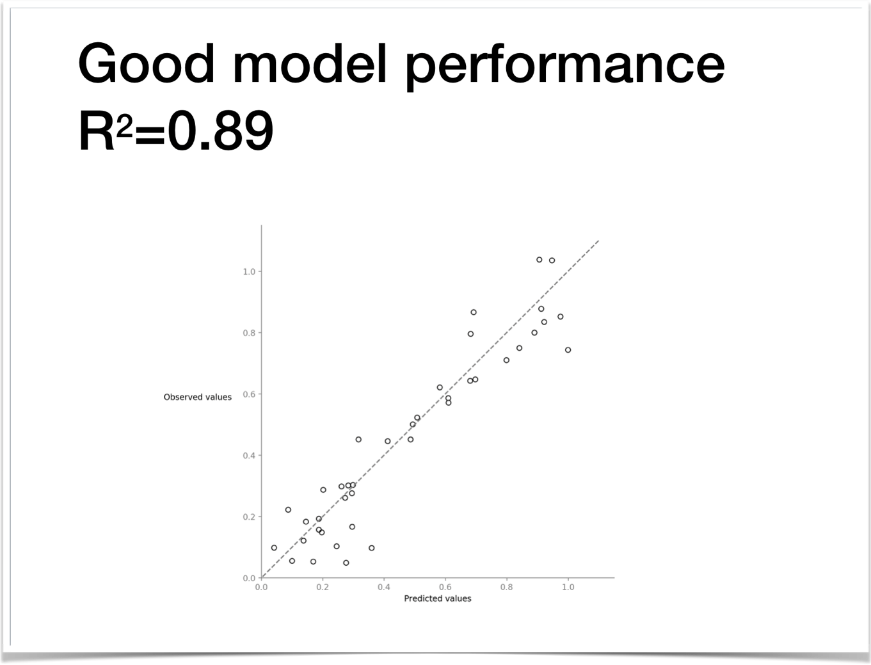 Good model performance
R²=0.89
1.0
0.8
Observed values 0.6
0.4
0.2
0.0
0.0 0.2 0.4 0.6 0.8 1.0
Predicted values